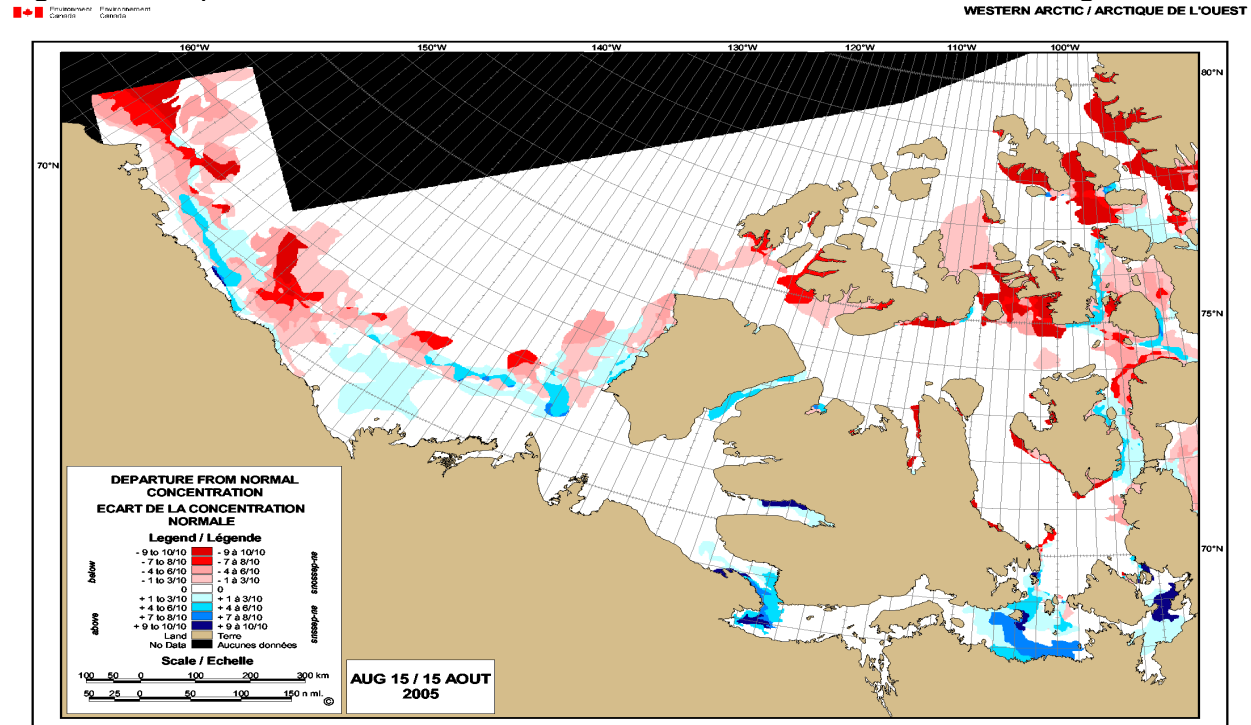 Environment Environnement
Canada Canada
WESTERN ARCTIC / ARCTIQUE DE L'OUEST
160°W 150°W 140°W 130°W 120°W 110°W 100°W
80°N
70°N
75°N
70°N
DEPARTURE FROM NORMAL
CONCENTRATION
ECART DE LA CONCENTRATION
NORMALE
Legend / Légende
- 9 to 10/10 - 9 à 10/10
- 7 to 8/10 - 7 à 8/10
- 4 to 6/10 - 4 à 6/10
- 1 to 3/10 - 1 à 3/10
0 0
+ 1 to 3/10 + 1 à 3/10
+ 4 to 6/10 + 4 à 6/10
+ 7 to 8/10 + 7 à 8/10
+ 9 to 10/10 + 9 à 10/10
Land Terre
No Data Aucunes données
below
above
au-dessous
au-dessus
Scale / Echelle
100 50 0 100 200 300 km
50 25 0 50 100 150 n mi.
©
AUG 15 / 15 AOUT
2005